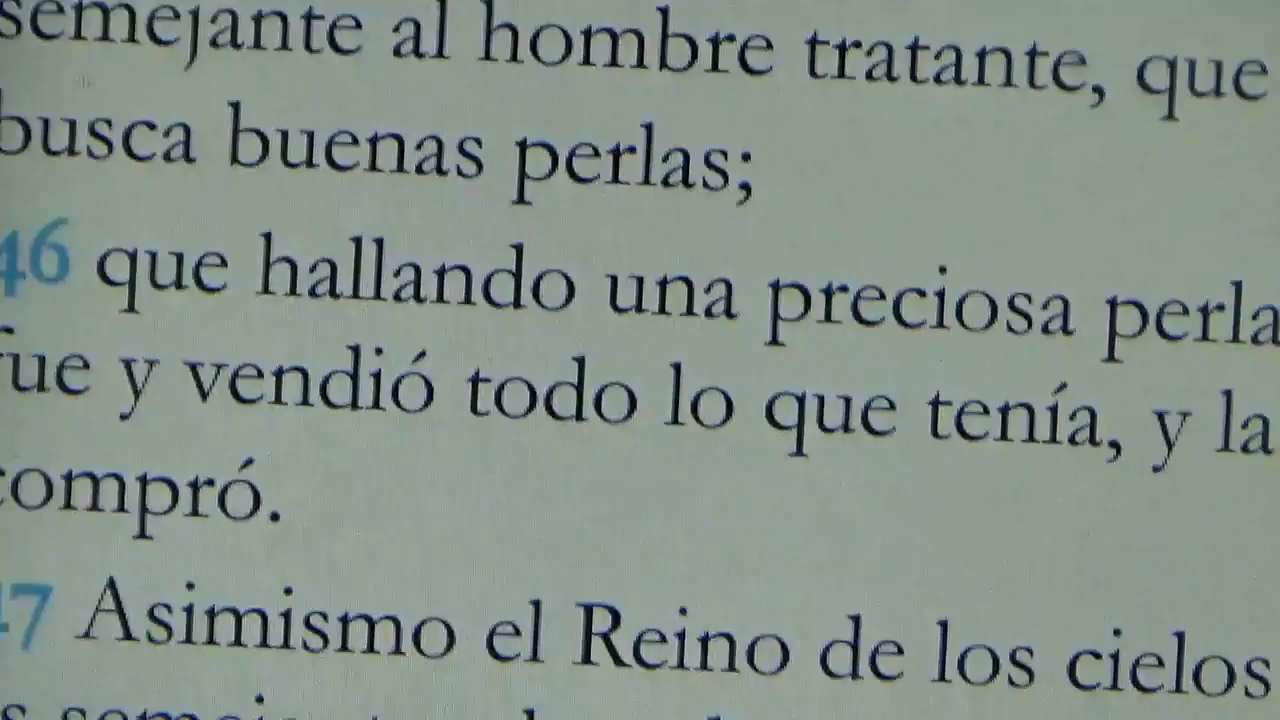 semejante al hombre tratante, que
busca buenas perlas;
46 que hallando una preciosa perla
fue y vendió todo lo que tenía, y la
compró.
47 Asimismo el Reino de los cielos